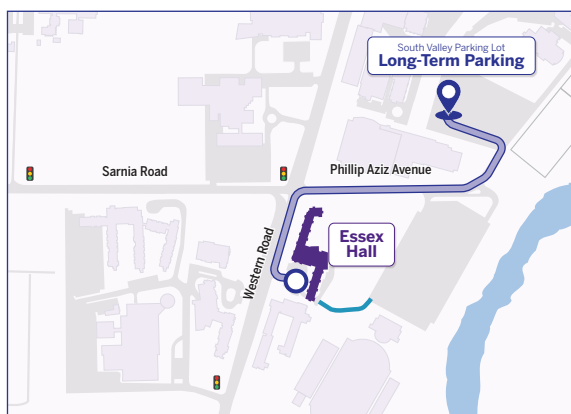 South Valley Parking Lot
Long-Term Parking
Sarnia Road
Phillip Aziz Avenue
Essex
Hall
Western Road